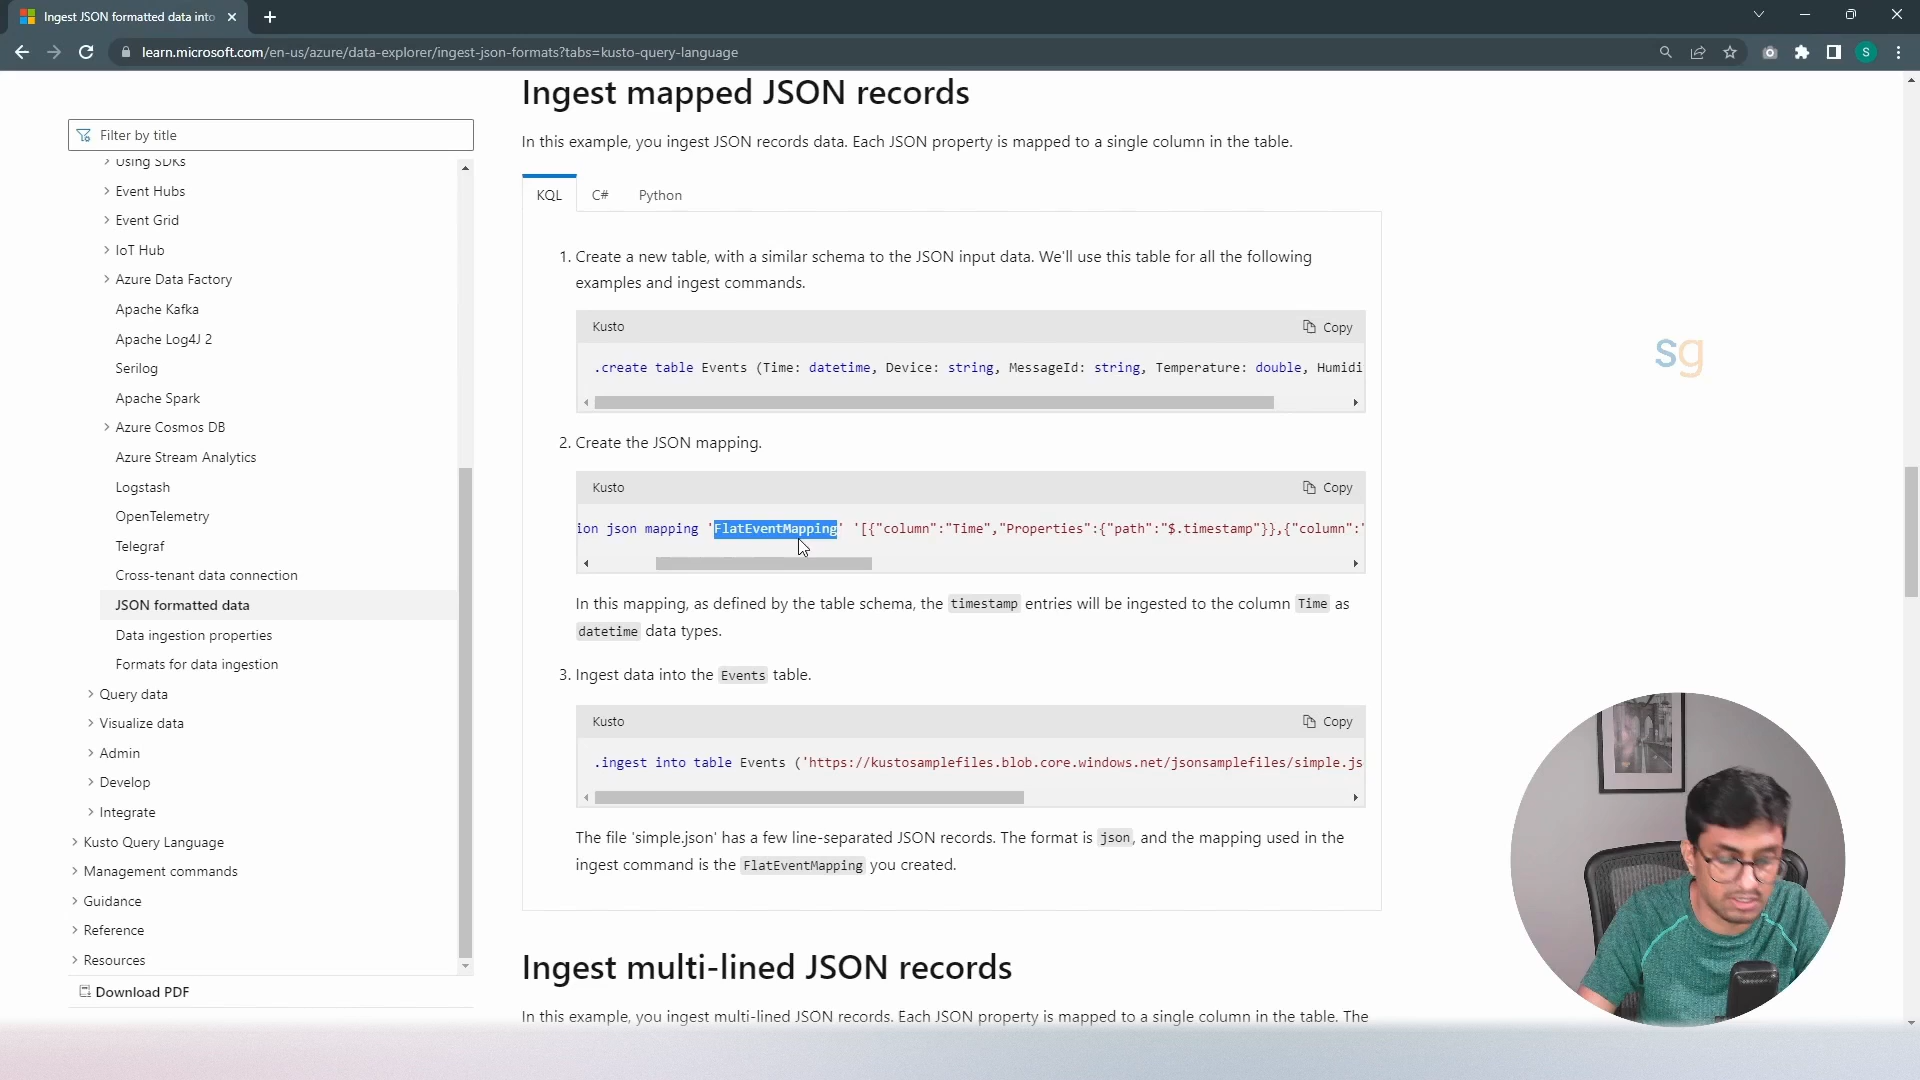 Ingest JSON formatted data into
learn.microsoft.com/en-us/azure/data-explorer/ingest-json-formats?tabs=kusto-query-language
S
Filter by title
Using SDKs
Event Hubs
Event Grid
IoT Hub
Azure Data Factory
Apache Kafka
Apache Log4J 2
Serilog
Apache Spark
Azure Cosmos DB
Azure Stream Analytics
Logstash
OpenTelemetry
Telegraf
Cross-tenant data connection
JSON formatted data
Data ingestion properties
Formats for data ingestion
Query data
Visualize data
Admin
Develop
Integrate
Kusto Query Language
Management commands
Guidance
Reference
Resources
Download PDF
Ingest mapped JSON records
In this example, you ingest JSON records data. Each JSON property is mapped to a single column in the table.
KQL C# Python
1. Create a new table, with a similar schema to the JSON input data. We'll use this table for all the following
examples and ingest commands.
Kusto Copy
.create table Events (Time: datetime, Device: string, MessageId: string, Temperature: double, Humidi
2. Create the JSON mapping.
Kusto Copy
ion json mapping 'FlatEventMapping' '[{"column":"Time","Properties":{"path":"$.timestamp"}},{"column":"
In this mapping, as defined by the table schema, the timestamp entries will be ingested to the column Time as
datetime data types.
3. Ingest data into the Events table.
Kusto Copy
.ingest into table Events ('https://kustosamplefiles.blob.core.windows.net/jsonsamplefiles/simple.js
The file 'simple.json' has a few line-separated JSON records. The format is json, and the mapping used in the
ingest command is the FlatEventMapping you created.
Ingest multi-lined JSON records
In this example, you ingest multi-lined JSON records. Each JSON property is mapped to a single column in the table. The
sg